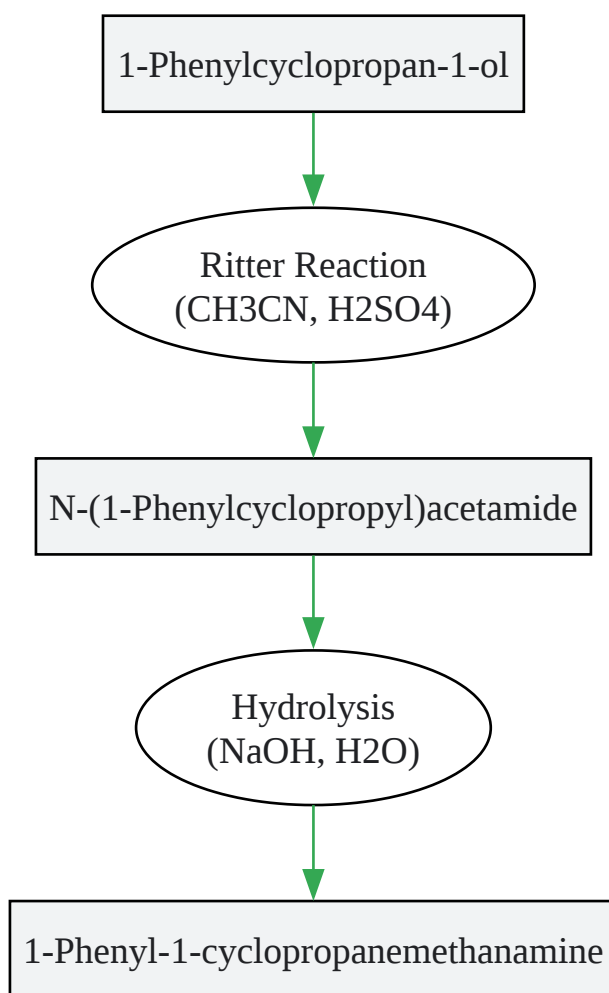 1-Phenylcyclopropan-1-ol
Ritter Reaction
(CH3CN, H2SO4)
N-(1-Phenylcyclopropyl)acetamide
Hydrolysis
(NaOH, H2O)
1-Phenyl-1-cyclopropanemethanamine